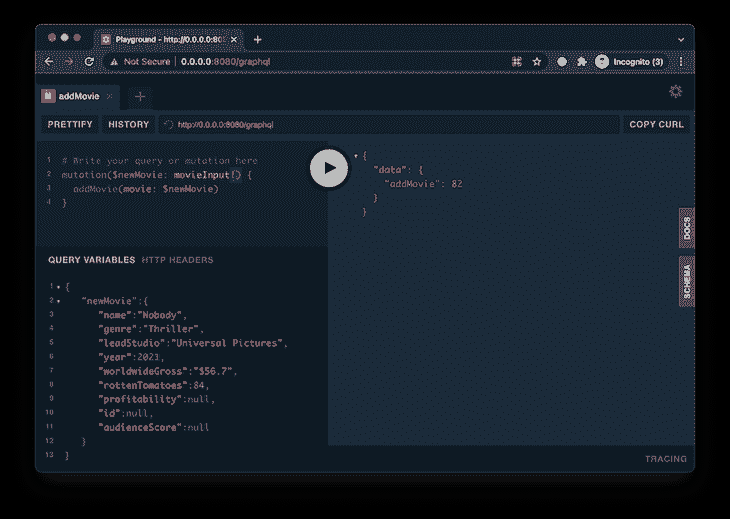 Playground - http://0.0.0.0:80
Not Secure | 0.0.0.0:8080/graphql
Incognito (3)
addMovie
PRETTIFY
HISTORY
http://0.0.0.0:8080/graphql
COPY CURL
1 # Write your query or mutation here
2 mutation($newMovie: movieInput!) {
3 addMovie(movie: $newMovie)
4 }
{
"data": {
"addMovie": 82
}
}
DOCS
SCHEMA
QUERY VARIABLES HTTP HEADERS
1 {
2 "newMovie":{
3 "name":"Nobody",
4 "genre":"Thriller",
5 "leadStudio":"Universal Pictures",
6 "year":2021,
7 "worldwideGross":"$56.7",
8 "rottenTomatoes":84,
9 "profitability":null,
10 "id":null,
11 "audienceScore":null
12 }
13 }
TRACING